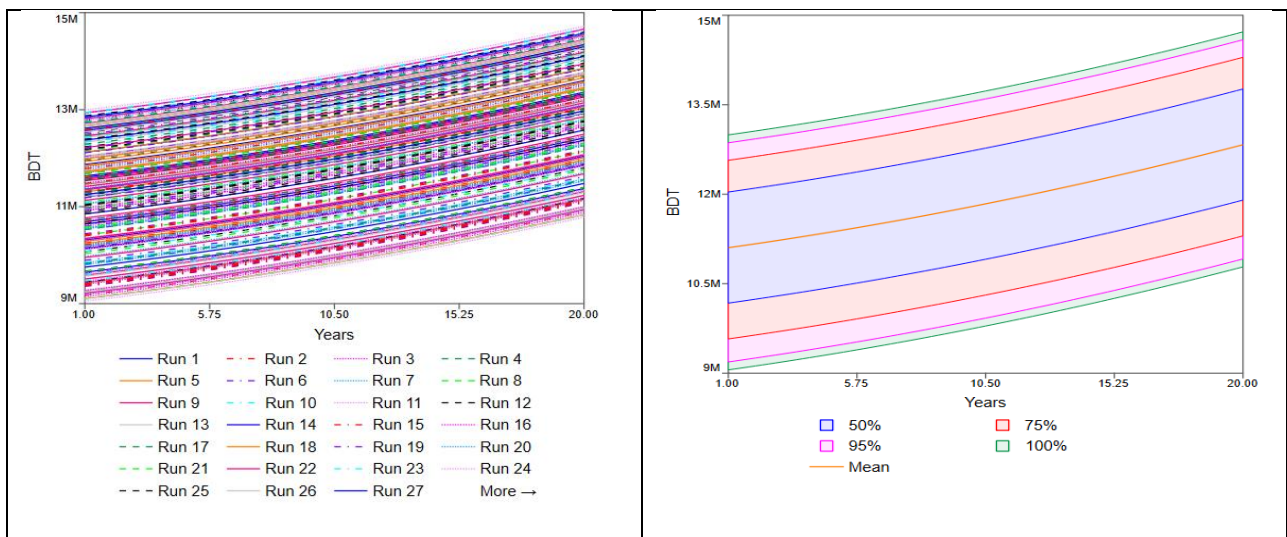 15M
13M
11M
9M
BDT
1.00 5.75 10.50 15.25 20.00
Years
Run 1 Run 2 Run 3 Run 4
Run 5 Run 6 Run 7 Run 8
Run 9 Run 10 Run 11 Run 12
Run 13 Run 14 Run 15 Run 16
Run 17 Run 18 Run 19 Run 20
Run 21 Run 22 Run 23 Run 24
Run 25 Run 26 Run 27 More →
15M
13.5M
12M
10.5M
9M
BDT
1.00 5.75 10.50 15.25 20.00
Years
50% 75%
95% 100%
Mean